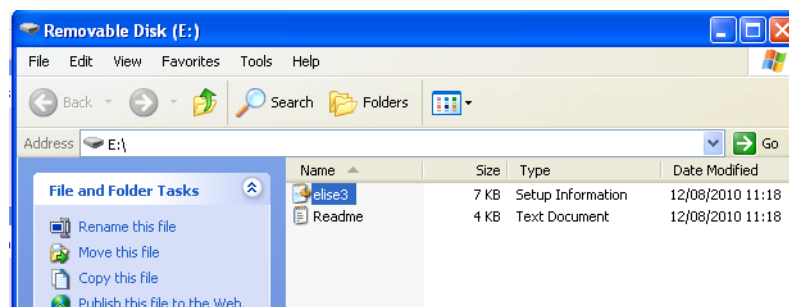 Removable Disk (E:)
File Edit View Favorites Tools Help
Back Search Folders
Address E:\ Go
Name Size Type Date Modified
File and Folder Tasks
elise3 7 KB Setup Information 12/08/2010 11:18
Readme 4 KB Text Document 12/08/2010 11:18
Rename this file
Move this file
Copy this file
Publish this file to the Web